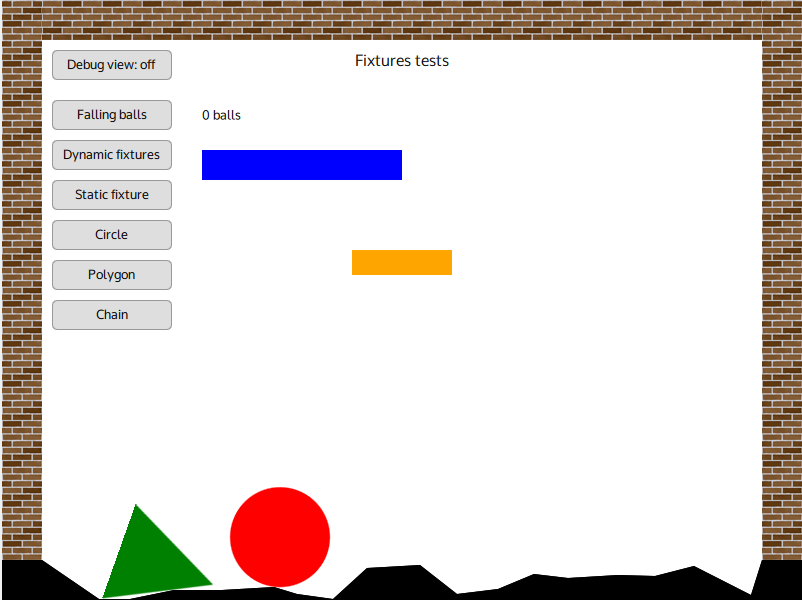 Debug view: off
Fixtures tests
Falling balls
0 balls
Dynamic fixtures
Static fixture
Circle
Polygon
Chain